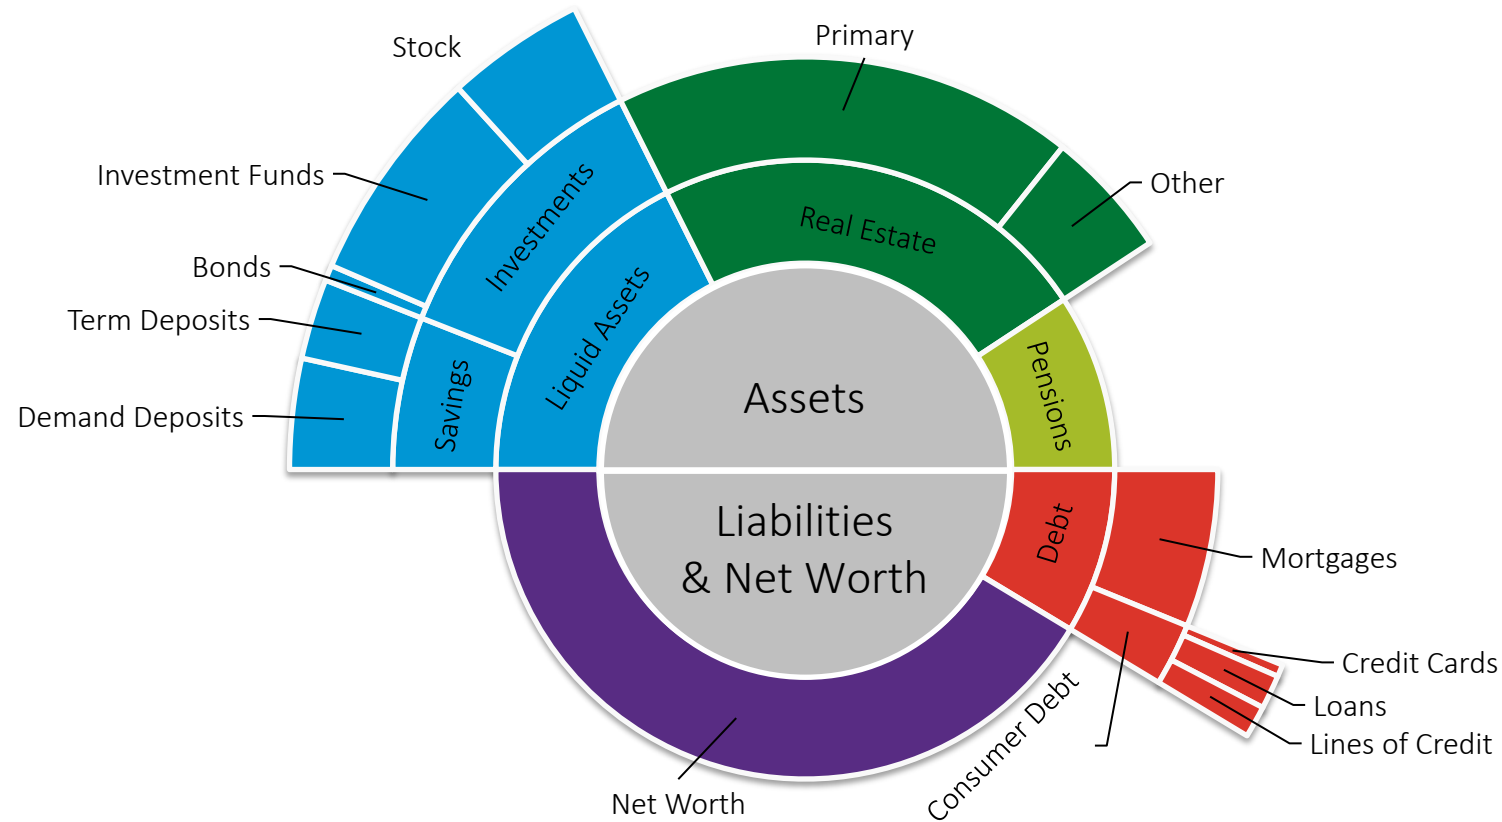 Primary
Stock
Investment Funds
Other
Investments
Real Estate
Bonds
Liquid Assets
Term Deposits
Pensions
Savings
Assets
Demand Deposits
Liabilities
& Net Worth
Debt
Mortgages
Credit Cards
Loans
Lines of Credit
Consumer Debt
Net Worth